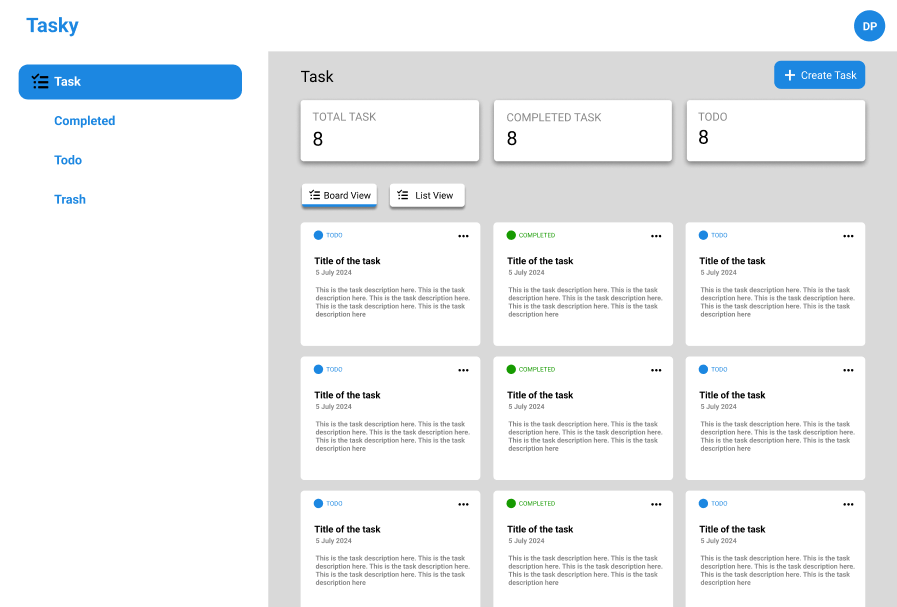 Tasky
DP
Task
Completed
Todo
Trash
Task
Create Task
TOTAL TASK
8
COMPLETED TASK
8
TODO
8
Board View
List View
TODO
Title of the task
5 July 2024
This is the task description here. This is the task
description here. This is the task description here.
This is the task description here. This is the task
description here
COMPLETED
Title of the task
5 July 2024
This is the task description here. This is the task
description here. This is the task description here.
This is the task description here. This is the task
description here
TODO
Title of the task
5 July 2024
This is the task description here. This is the task
description here. This is the task description here.
This is the task description here. This is the task
description here
TODO
Title of the task
5 July 2024
This is the task description here. This is the task
description here. This is the task description here.
This is the task description here. This is the task
description here
COMPLETED
Title of the task
5 July 2024
This is the task description here. This is the task
description here. This is the task description here.
This is the task description here. This is the task
description here
TODO
Title of the task
5 July 2024
This is the task description here. This is the task
description here. This is the task description here.
This is the task description here. This is the task
description here
TODO
Title of the task
5 July 2024
This is the task description here. This is the task
description here. This is the task description here.
This is the task description here. This is the task
description here
COMPLETED
Title of the task
5 July 2024
This is the task description here. This is the task
description here. This is the task description here.
This is the task description here. This is the task
description here
TODO
Title of the task
5 July 2024
This is the task description here. This is the task
description here. This is the task description here.
This is the task description here. This is the task
description here